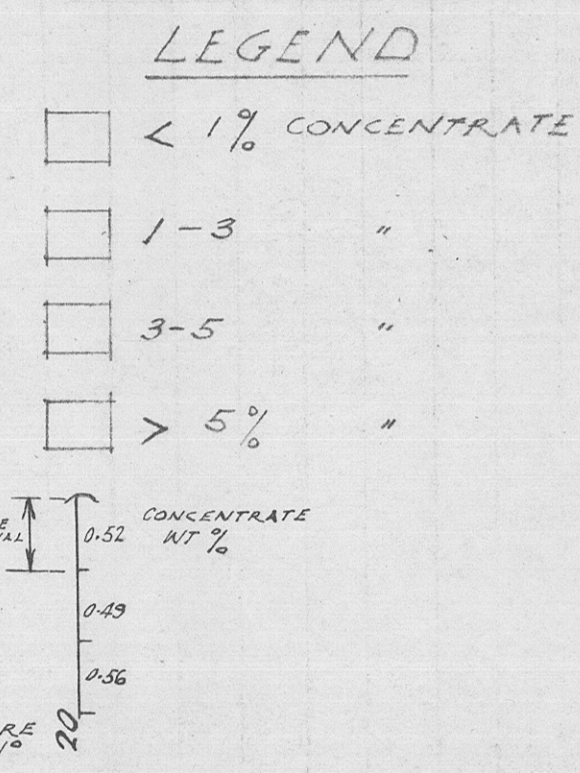 LEGEND
< 1% CONCENTRATE
1-3 "
3-5 "
> 5% "
CONCENTRATE
WT %
0.52
0.49
0.56
20